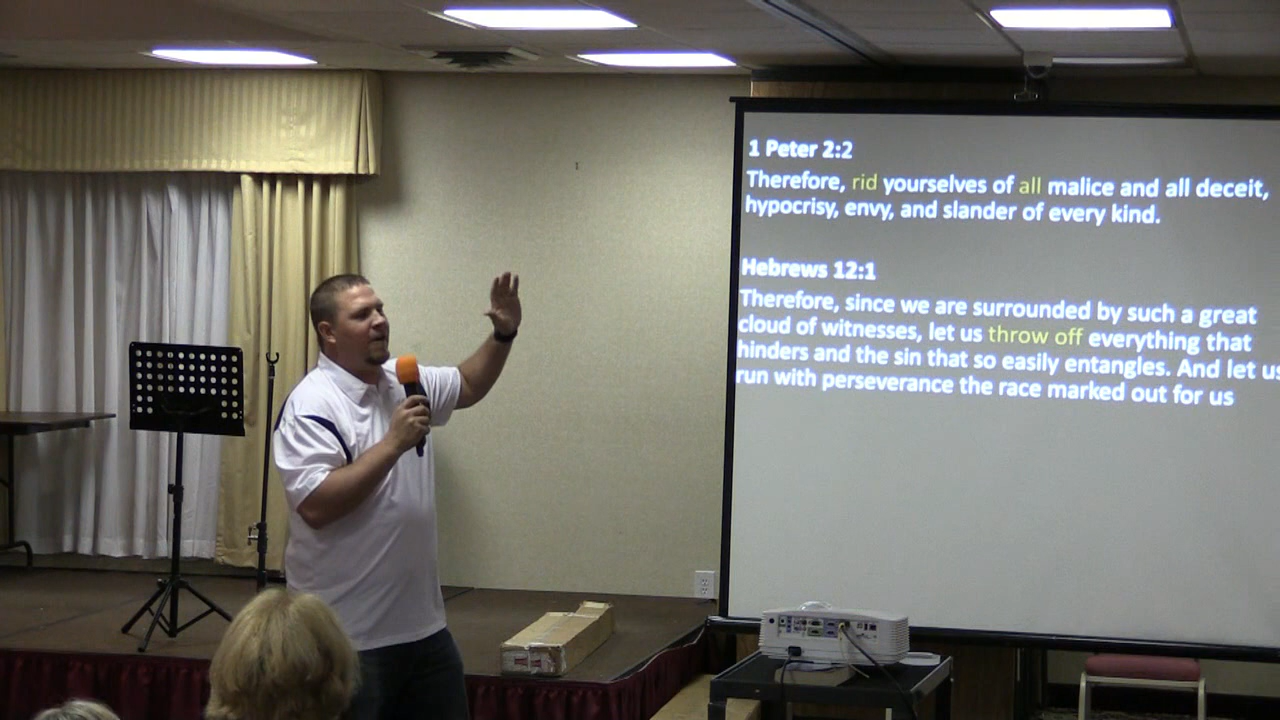 1 Peter 2:2
Therefore, rid yourselves of all malice and all deceit,
hypocrisy, envy, and slander of every kind.
Hebrews 12:1
Therefore, since we are surrounded by such a great
cloud of witnesses, let us throw off everything that
hinders and the sin that so easily entangles. And let us
run with perseverance the race marked out for us